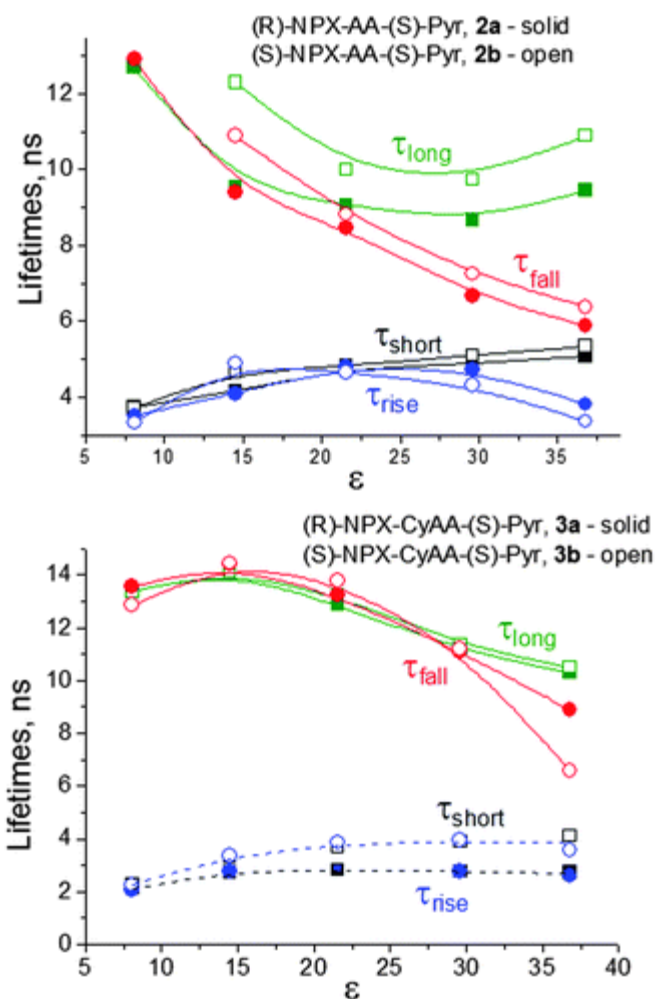 (R)-NPX-AA-(S)-Pyr, 2a - solid
(S)-NPX-AA-(S)-Pyr, 2b - open
Lifetimes, ns
12
10
8
6
4
τlong
τfall
τshort
τrise
5 10 15 20 25 30 35
ε
(R)-NPX-CyAA-(S)-Pyr, 3a - solid
(S)-NPX-CyAA-(S)-Pyr, 3b - open
Lifetimes, ns
14
12
10
8
6
4
2
0
τlong
τfall
τshort
τrise
5 10 15 20 25 30 35 40
ε